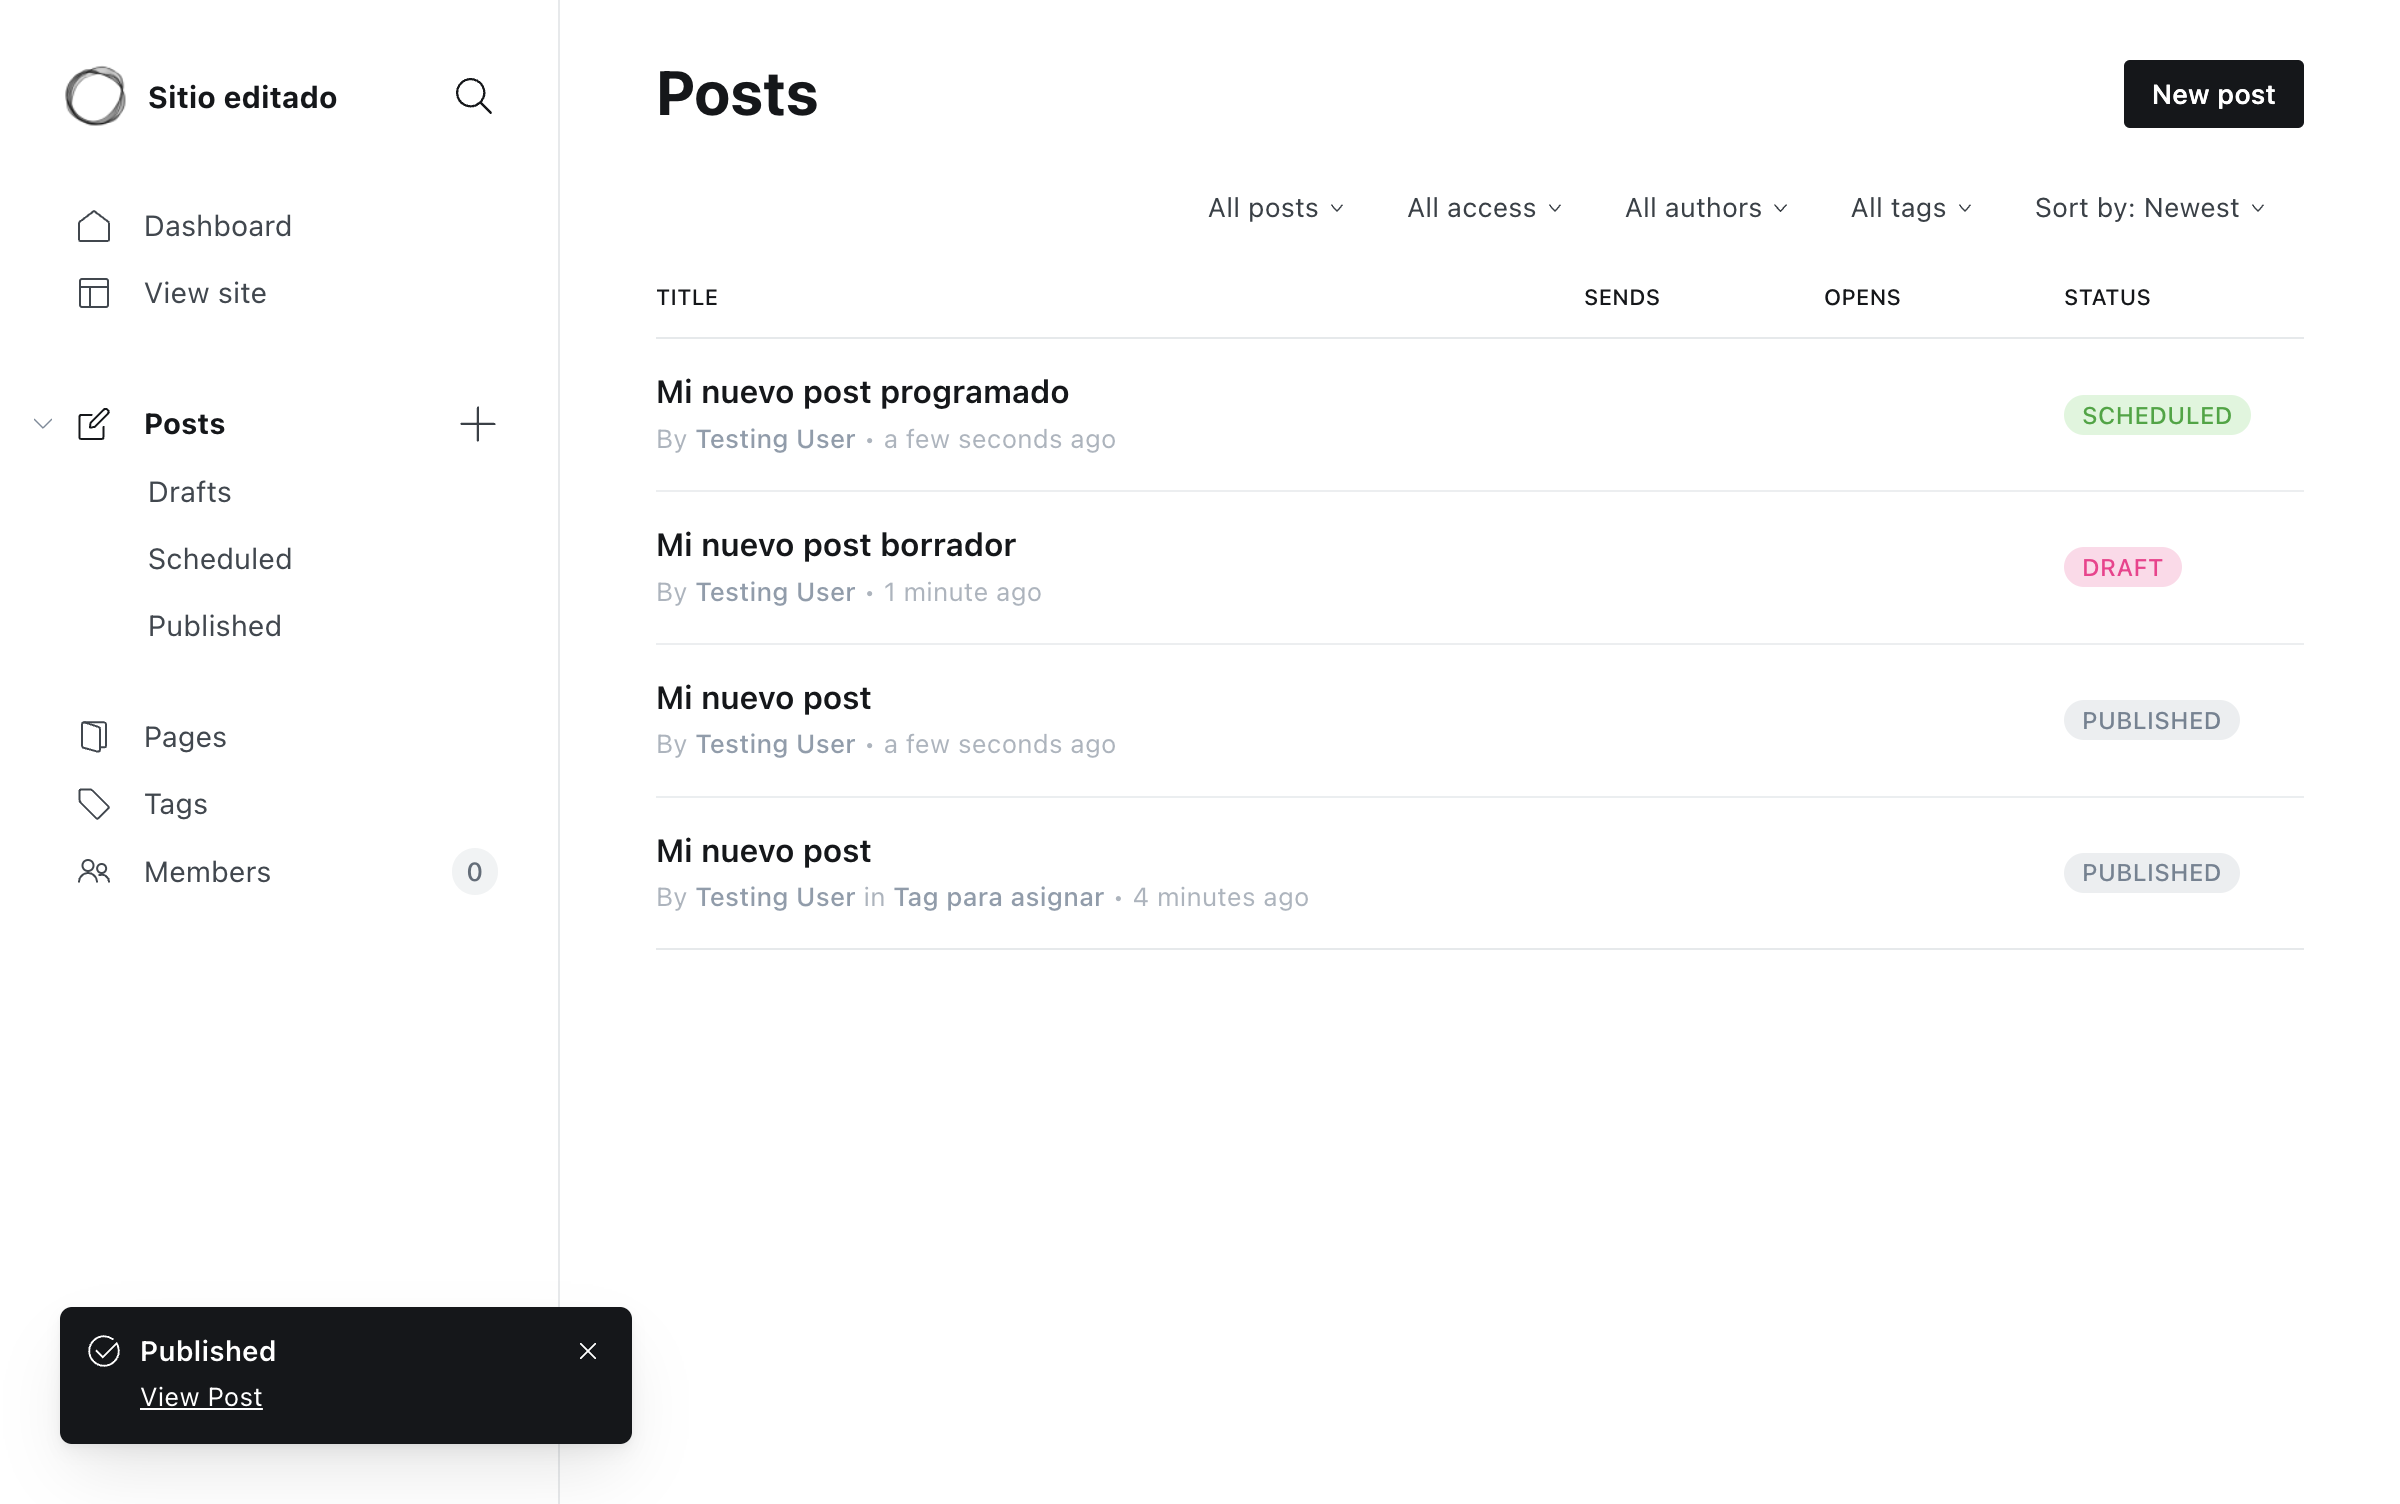 Sitio editado
Dashboard
View site
Posts
Drafts
Scheduled
Published
Pages
Tags
Members 0
Posts
New post
All posts All access All authors All tags Sort by: Newest
TITLE SENDS OPENS STATUS
Mi nuevo post programado
By Testing User • a few seconds ago
SCHEDULED
Mi nuevo post borrador
By Testing User • 1 minute ago
DRAFT
Mi nuevo post
By Testing User • a few seconds ago
PUBLISHED
Mi nuevo post
By Testing User in Tag para asignar • 4 minutes ago
PUBLISHED
Published
View Post